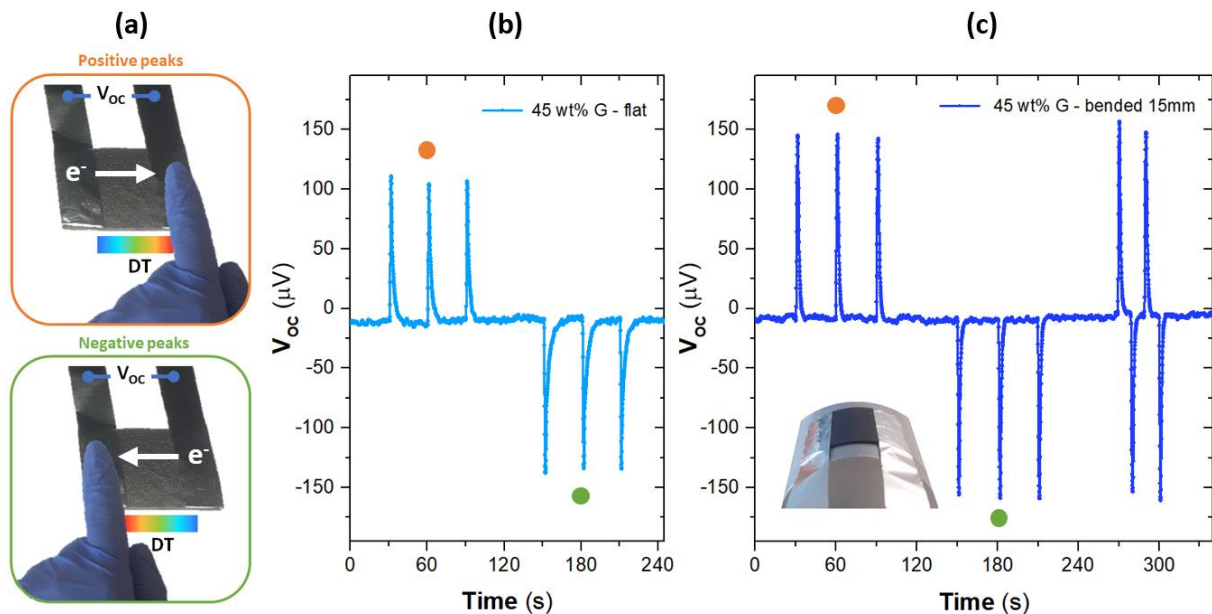 (a)
Positive peaks
V_OC
e⁻
DT
Negative peaks
V_OC
e⁻
DT
(b)
45 wt% G - flat
150
100
50
0
-50
-100
-150
V_OC (μV)
0 60 120 180 240
Time (s)
(c)
45 wt% G - bended 15mm
150
100
50
0
-50
-100
-150
V_OC (μV)
0 60 120 180 240 300
Time (s)